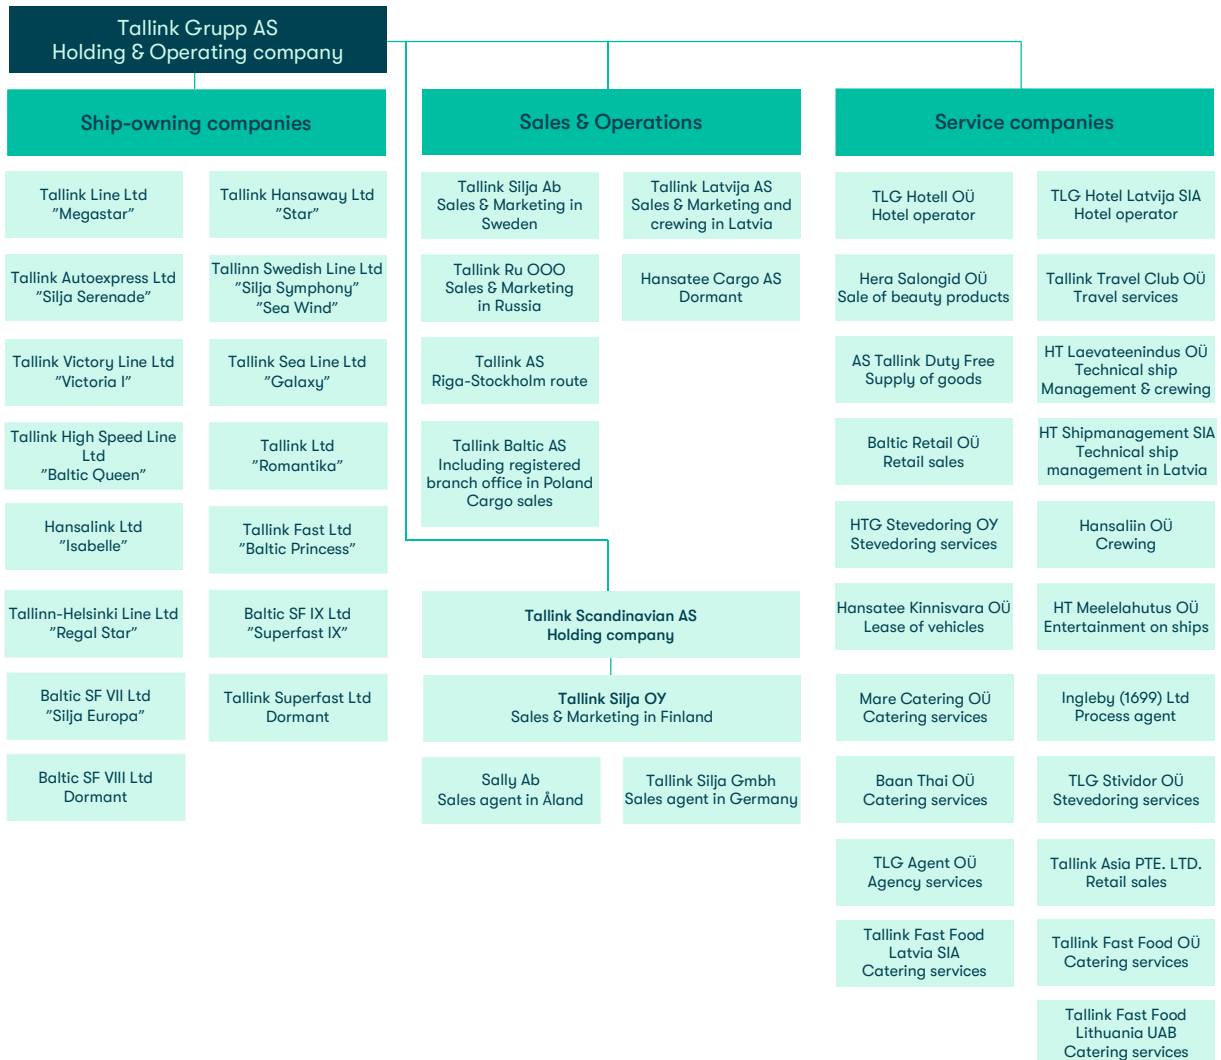 Tallink Grupp AS
Holding & Operating company
Ship-owning companies
Tallink Line Ltd
"Megastar"
Tallink Hansaway Ltd
"Star"
Tallink Autoexpress Ltd
"Silja Serenade"
Tallinn Swedish Line Ltd
"Silja Symphony"
"Sea Wind"
Tallink Victory Line Ltd
"Victoria I"
Tallink Sea Line Ltd
"Galaxy"
Tallink High Speed Line
Ltd
"Baltic Queen"
Tallink Ltd
"Romantika"
Hansalink Ltd
"Isabelle"
Tallink Fast Ltd
"Baltic Princess"
Tallinn-Helsinki Line Ltd
"Regal Star"
Baltic SF IX Ltd
"Superfast IX"
Baltic SF VII Ltd
"Silja Europa"
Tallink Superfast Ltd
Dormant
Baltic SF VIII Ltd
Dormant
Sales & Operations
Tallink Silja Ab
Sales & Marketing in
Sweden
Tallink Latvija AS
Sales & Marketing and
crewing in Latvia
Tallink Ru OOO
Sales & Marketing
in Russia
Hansatee Cargo AS
Dormant
Tallink AS
Riga-Stockholm route
Tallink Baltic AS
Including registered
branch office in Poland
Cargo sales
Tallink Scandinavian AS
Holding company
Tallink Silja OY
Sales & Marketing in Finland
Sally Ab
Sales agent in Åland
Tallink Silja Gmbh
Sales agent in Germany
Service companies
TLG Hotell OÜ
Hotel operator
TLG Hotel Latvija SIA
Hotel operator
Hera Salongid OÜ
Sale of beauty products
Tallink Travel Club OÜ
Travel services
AS Tallink Duty Free
Supply of goods
HT Laevateenindus OÜ
Technical ship
Management & crewing
Baltic Retail OÜ
Retail sales
HT Shipmanagement SIA
Technical ship
management in Latvia
HTG Stevedoring OY
Stevedoring services
Hansaliin OÜ
Crewing
Hansatee Kinnisvara OÜ
Lease of vehicles
HT Meelelahutus OÜ
Entertainment on ships
Mare Catering OÜ
Catering services
Ingleby (1699) Ltd
Process agent
Baan Thai OÜ
Catering services
TLG Stividor OÜ
Stevedoring services
TLG Agent OÜ
Agency services
Tallink Asia PTE. LTD.
Retail sales
Tallink Fast Food
Latvia SIA
Catering services
Tallink Fast Food OÜ
Catering services
Tallink Fast Food
Lithuania UAB
Catering services